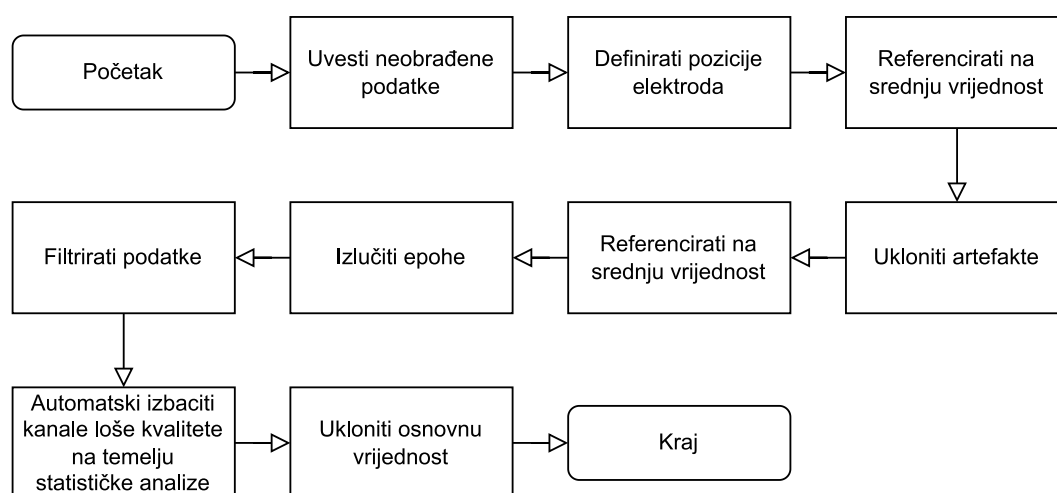 Početak
Uvesti neobrađene
podatke
Definirati pozicije
elektroda
Referencirati na
srednju vrijednost
Ukloniti artefakte
Referencirati na
srednju vrijednost
Izlučiti epohe
Filtrirati podatke
Automatski izbaciti
kanale loše kvalitete
na temelju
statističke analize
Ukloniti osnovnu
vrijednost
Kraj